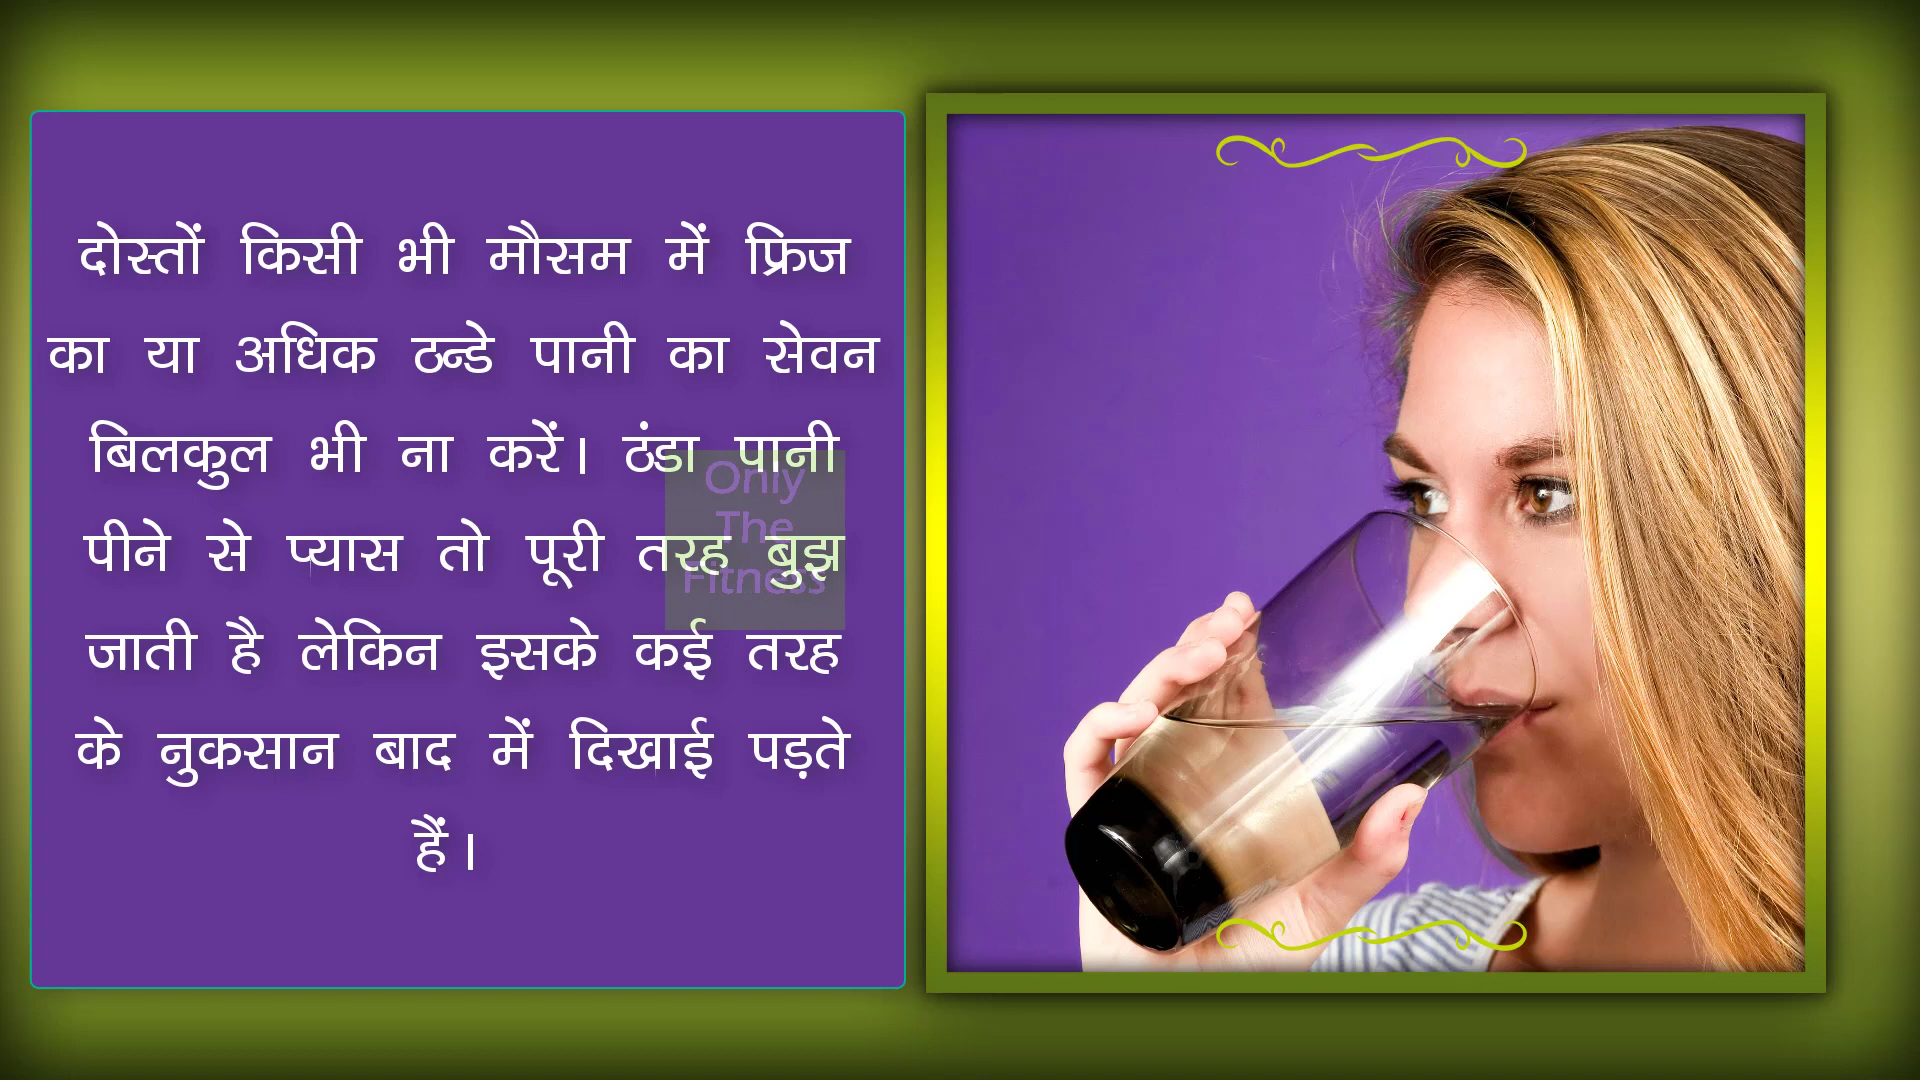 दोस्तों किसी भी मौसम में फ्रिज
का या अधिक ठन्डे पानी का सेवन
बिलकुल भी ना करें। ठंडा पानी
पीने से प्यास तो पूरी तरह बुझ
जाती है लेकिन इसके कई तरह
के नुकसान बाद में दिखाई पड़ते
हैं।
Only
The
Fitness